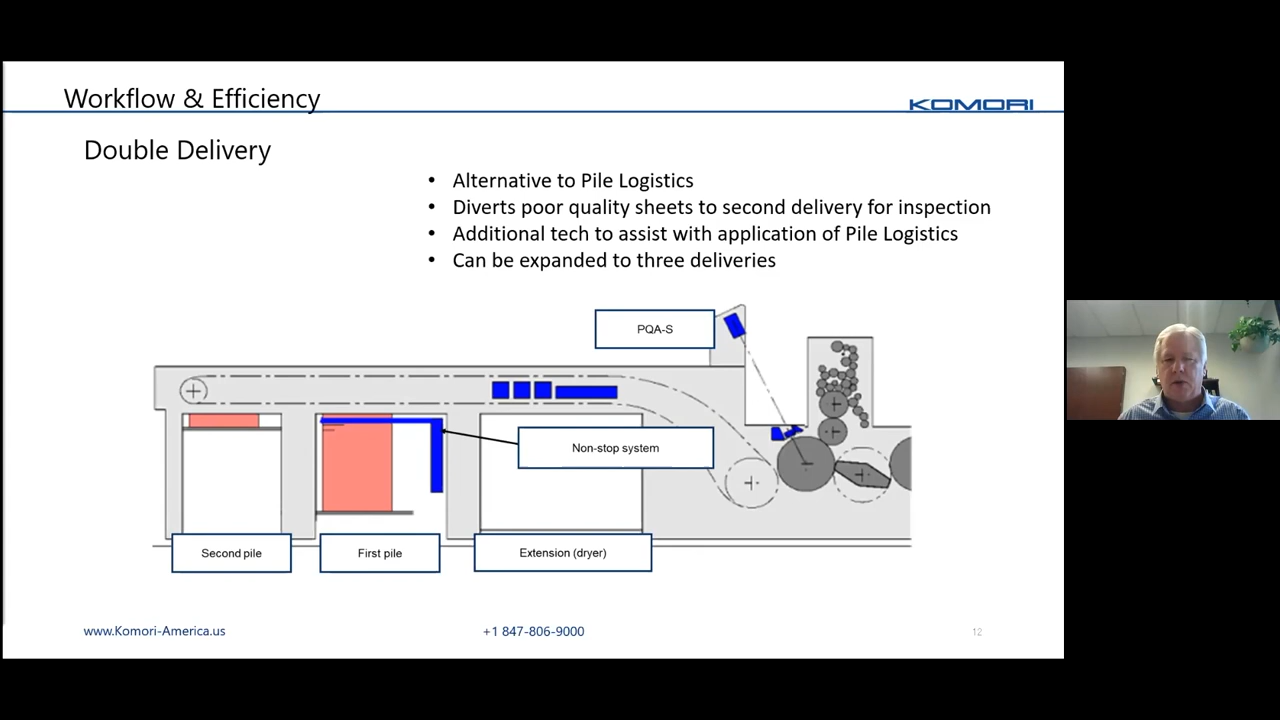 Workflow & Efficiency
KOMORI
Double Delivery
• Alternative to Pile Logistics
• Diverts poor quality sheets to second delivery for inspection
• Additional tech to assist with application of Pile Logistics
• Can be expanded to three deliveries
PQA-S
Non-stop system
Second pile
First pile
Extension (dryer)
www.Komori-America.us
+1 847-806-9000
12